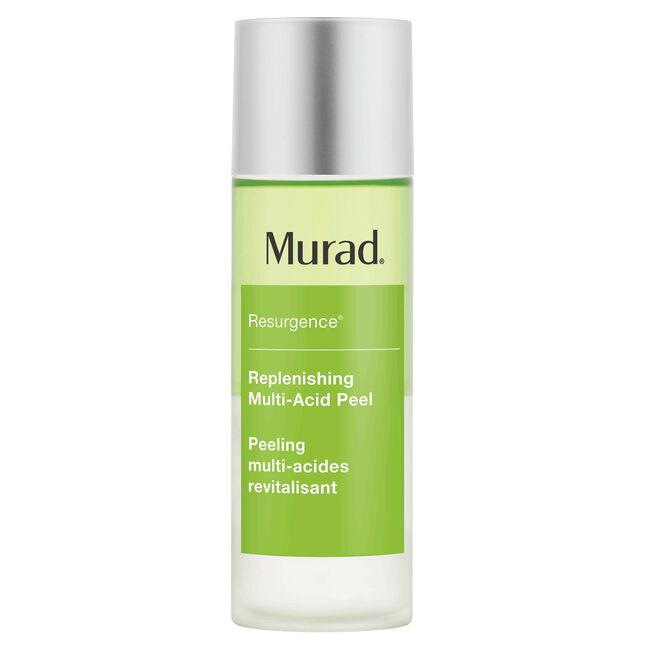 Murad®
Resurgence®
Replenishing
Multi-Acid Peel
Peeling
multi-acides
revitalisant